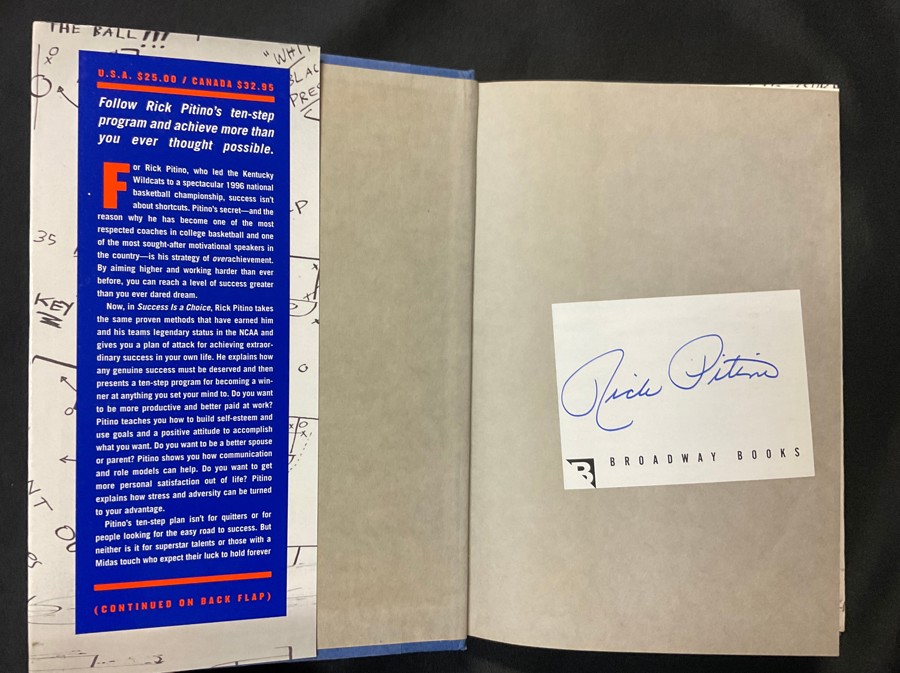 THE BALL!!!
"WHIT
BLAC
PRES
35
KEY
U.S.A. $25.00 / CANADA $32.95
Follow Rick Pitino's ten-step
program and achieve more than
you ever thought possible.
For Rick Pitino, who led the Kentucky
Wildcats to a spectacular 1996 national
basketball championship, success isn't
about shortcuts. Pitino's secret—and the
reason why he has become one of the most
respected coaches in college basketball and one
of the most sought-after motivational speakers in
the country—is his strategy of overachievement.
By aiming higher and working harder than ever
before, you can reach a level of success greater
than you ever dared dream.
Now, in Success Is a Choice, Rick Pitino takes
the same proven methods that have earned him
and his teams legendary status in the NCAA and
gives you a plan of attack for achieving extraor-
dinary success in your own life. He explains how
any genuine success must be deserved and then
presents a ten-step program for becoming a win-
ner at anything you set your mind to. Do you want
to be more productive and better paid at work?
Pitino teaches you how to build self-esteem and
use goals and a positive attitude to accomplish
what you want. Do you want to be a better spouse
or parent? Pitino shows you how communication
and role models can help. Do you want to get
more personal satisfaction out of life? Pitino
explains how stress and adversity can be turned
to your advantage.
Pitino's ten-step plan isn't for quitters or for
people looking for the easy road to success. But
neither is it for superstar talents or those with a
Midas touch who expect their luck to hold forever
(CONTINUED ON BACK FLAP)
Rick Pitino
B BROADWAY BOOKS